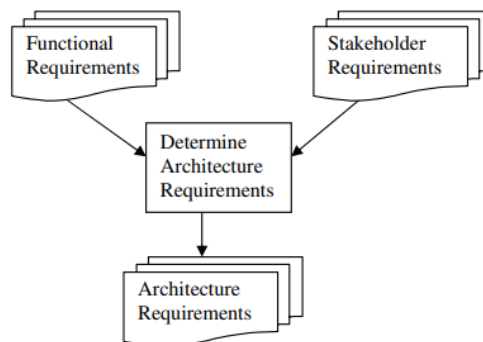 Functional
Requirements
Stakeholder
Requirements
Determine
Architecture
Requirements
Architecture
Requirements